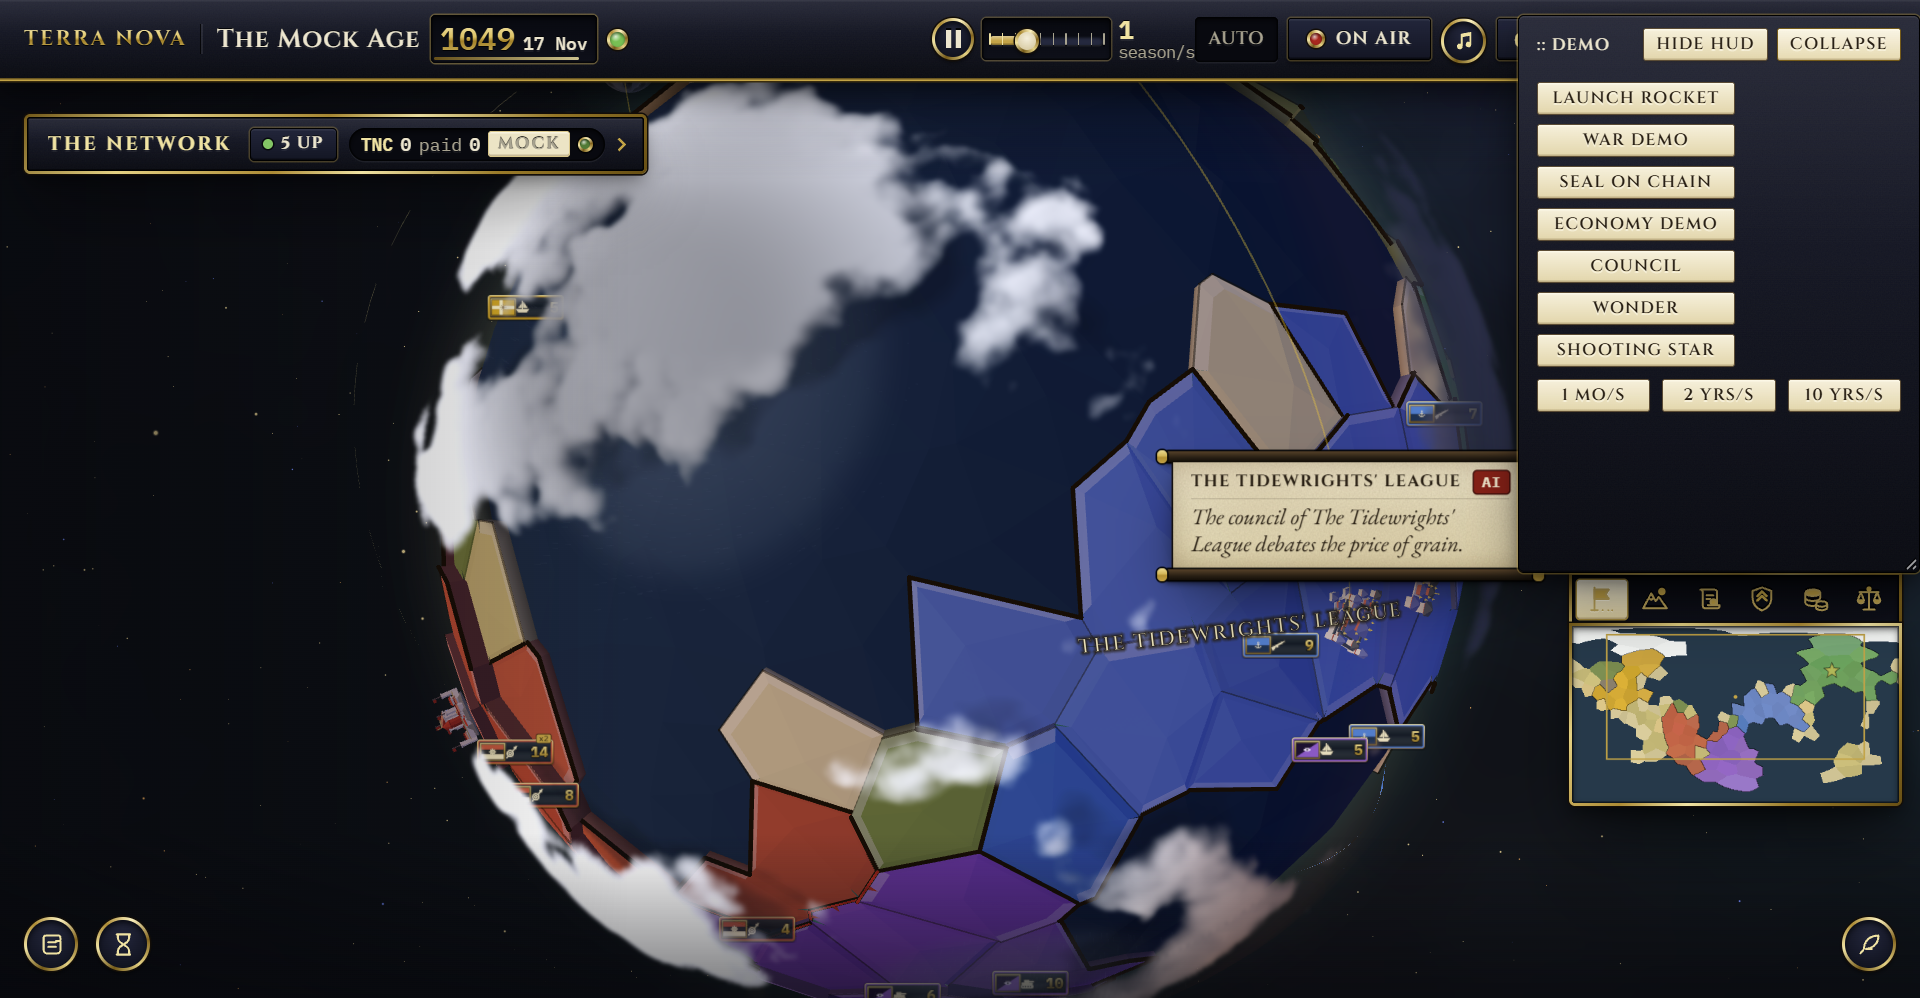 TERRA NOVA
THE MOCK AGE
1049 17 Nov
1
season/s
AUTO
ON AIR
:: DEMO
HIDE HUD
COLLAPSE
THE NETWORK
5 UP
TNC 0 paid 0 MOCK
LAUNCH ROCKET
WAR DEMO
SEAL ON CHAIN
ECONOMY DEMO
COUNCIL
WONDER
SHOOTING STAR
1 MO/S
2 YRS/S
10 YRS/S
7
THE TIDEWRIGHTS' LEAGUE AI
The council of The Tidewrights'
League debates the price of grain.
THE TIDEWRIGHTS' LEAGUE
9
5
5
x2
14
8
4
10
6